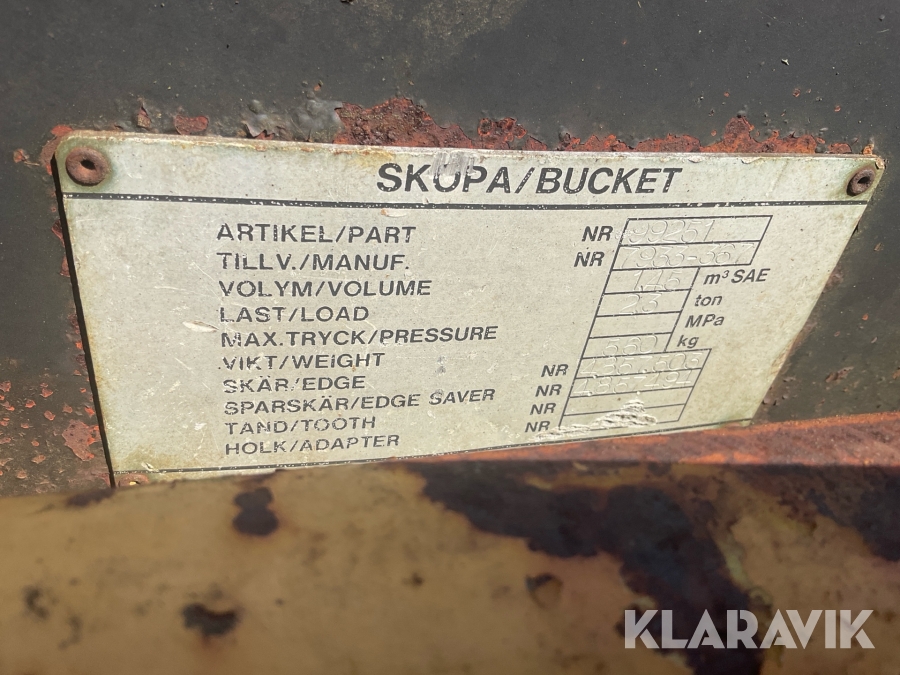 SKOPA/BUCKET
ARTIKEL/PART NR 99261
TILLV./MANUF. NR
VOLYM/VOLUME m³ SAE
LAST/LOAD ton
MAX.TRYCK/PRESSURE MPa
VIKT/WEIGHT kg
SKÄR/EDGE NR
SPARSKÄR/EDGE SAVER NR
TAND/TOOTH NR
HOLK/ADAPTER NR
KLARAVIK